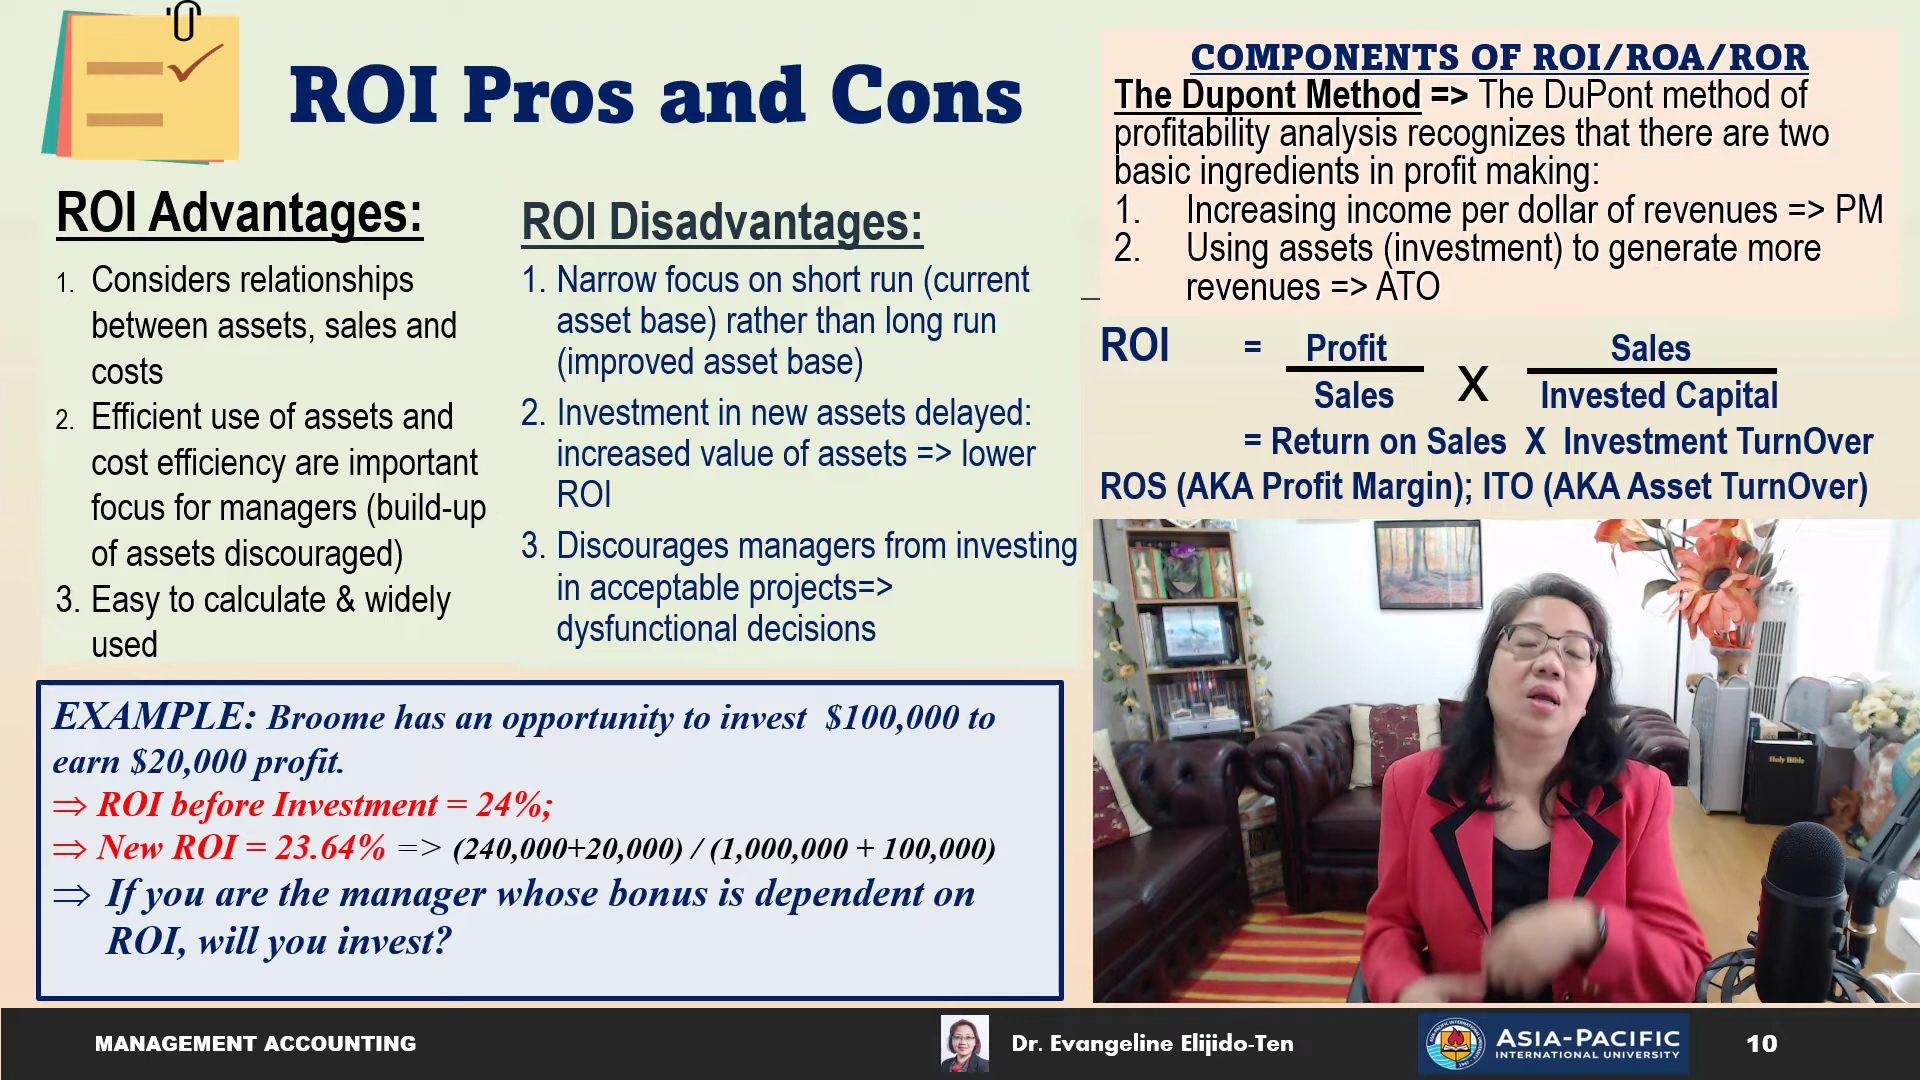 ROI Pros and Cons
ROI Advantages:
1. Considers relationships
between assets, sales and
costs
2. Efficient use of assets and
cost efficiency are important
focus for managers (build-up
of assets discouraged)
3. Easy to calculate & widely
used
ROI Disadvantages:
1. Narrow focus on short run (current
asset base) rather than long run
(improved asset base)
2. Investment in new assets delayed:
increased value of assets => lower
ROI
3. Discourages managers from investing
in acceptable projects=>
dysfunctional decisions
EXAMPLE: Broome has an opportunity to invest $100,000 to
earn $20,000 profit.
⇒ ROI before Investment = 24%;
⇒ New ROI = 23.64% => (240,000+20,000) / (1,000,000 + 100,000)
⇒ If you are the manager whose bonus is dependent on
ROI, will you invest?
COMPONENTS OF ROI/ROA/ROR
The Dupont Method => The DuPont method of
profitability analysis recognizes that there are two
basic ingredients in profit making:
1. Increasing income per dollar of revenues => PM
2. Using assets (investment) to generate more
revenues => ATO
ROI = Profit Sales
X
Sales Invested Capital
= Return on Sales X Investment TurnOver
ROS (AKA Profit Margin); ITO (AKA Asset TurnOver)
Holy Bible
MANAGEMENT ACCOUNTING
Dr. Evangeline Elijido-Ten
ASIA-PACIFIC
INTERNATIONAL UNIVERSITY
10